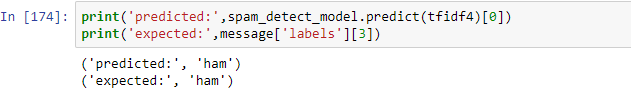 In [174]: print('predicted:',spam_detect_model.predict(tfidf4)[0])
print('expected:',message['labels'][3])
('predicted:', 'ham')
('expected:', 'ham')